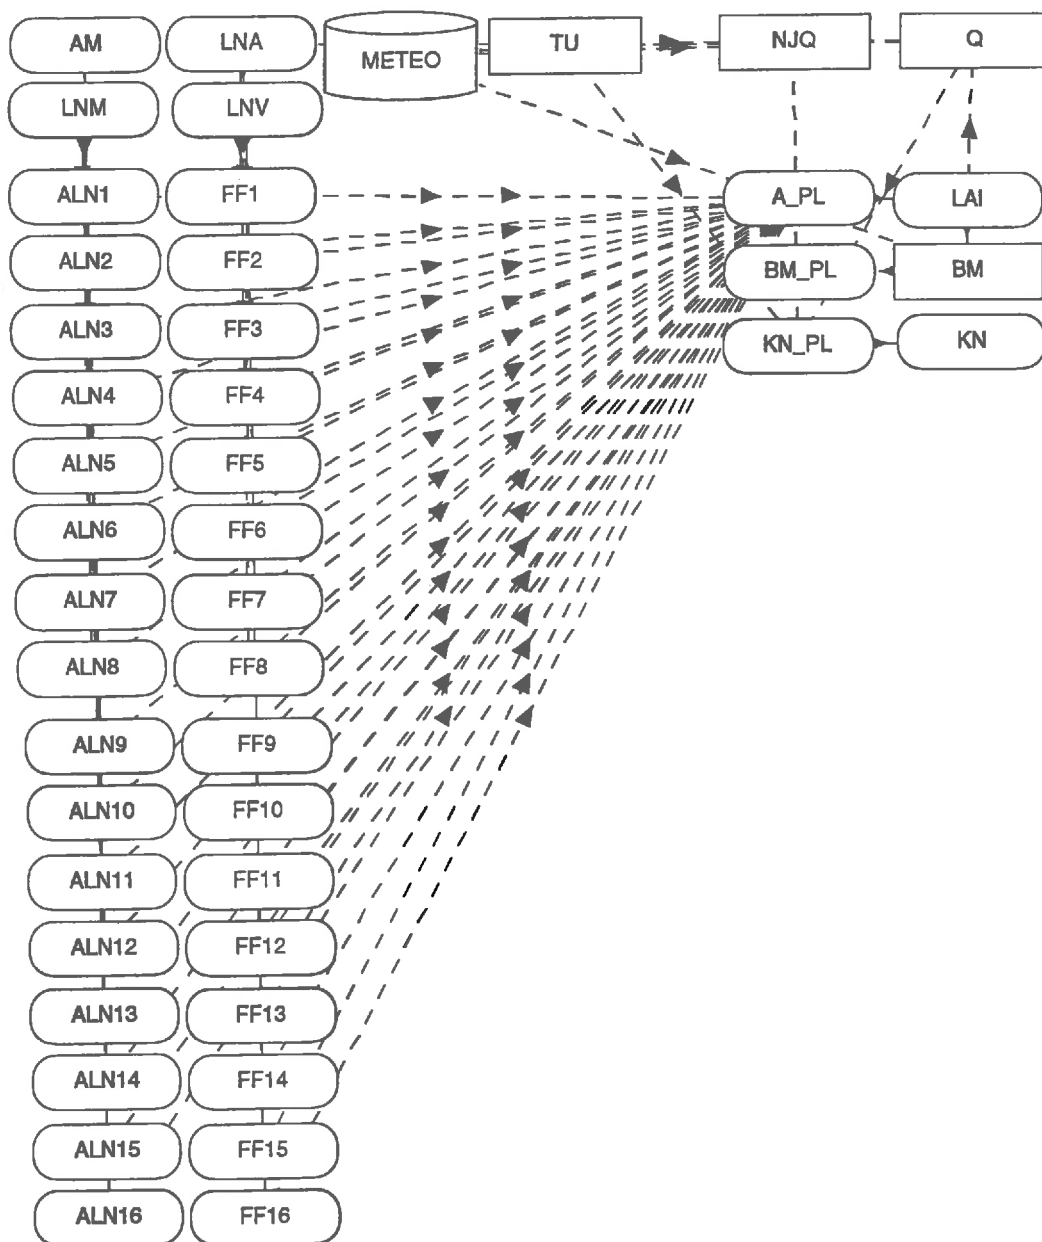 AM
LNA
METEO
TU
NJQ
Q
LNM
LNV
ALN1
FF1
A_PL
LAI
ALN2
FF2
BM_PL
BM
ALN3
FF3
KN_PL
KN
ALN4
FF4
ALN5
FF5
ALN6
FF6
ALN7
FF7
ALN8
FF8
ALN9
FF9
ALN10
FF10
ALN11
FF11
ALN12
FF12
ALN13
FF13
ALN14
FF14
ALN15
FF15
ALN16
FF16